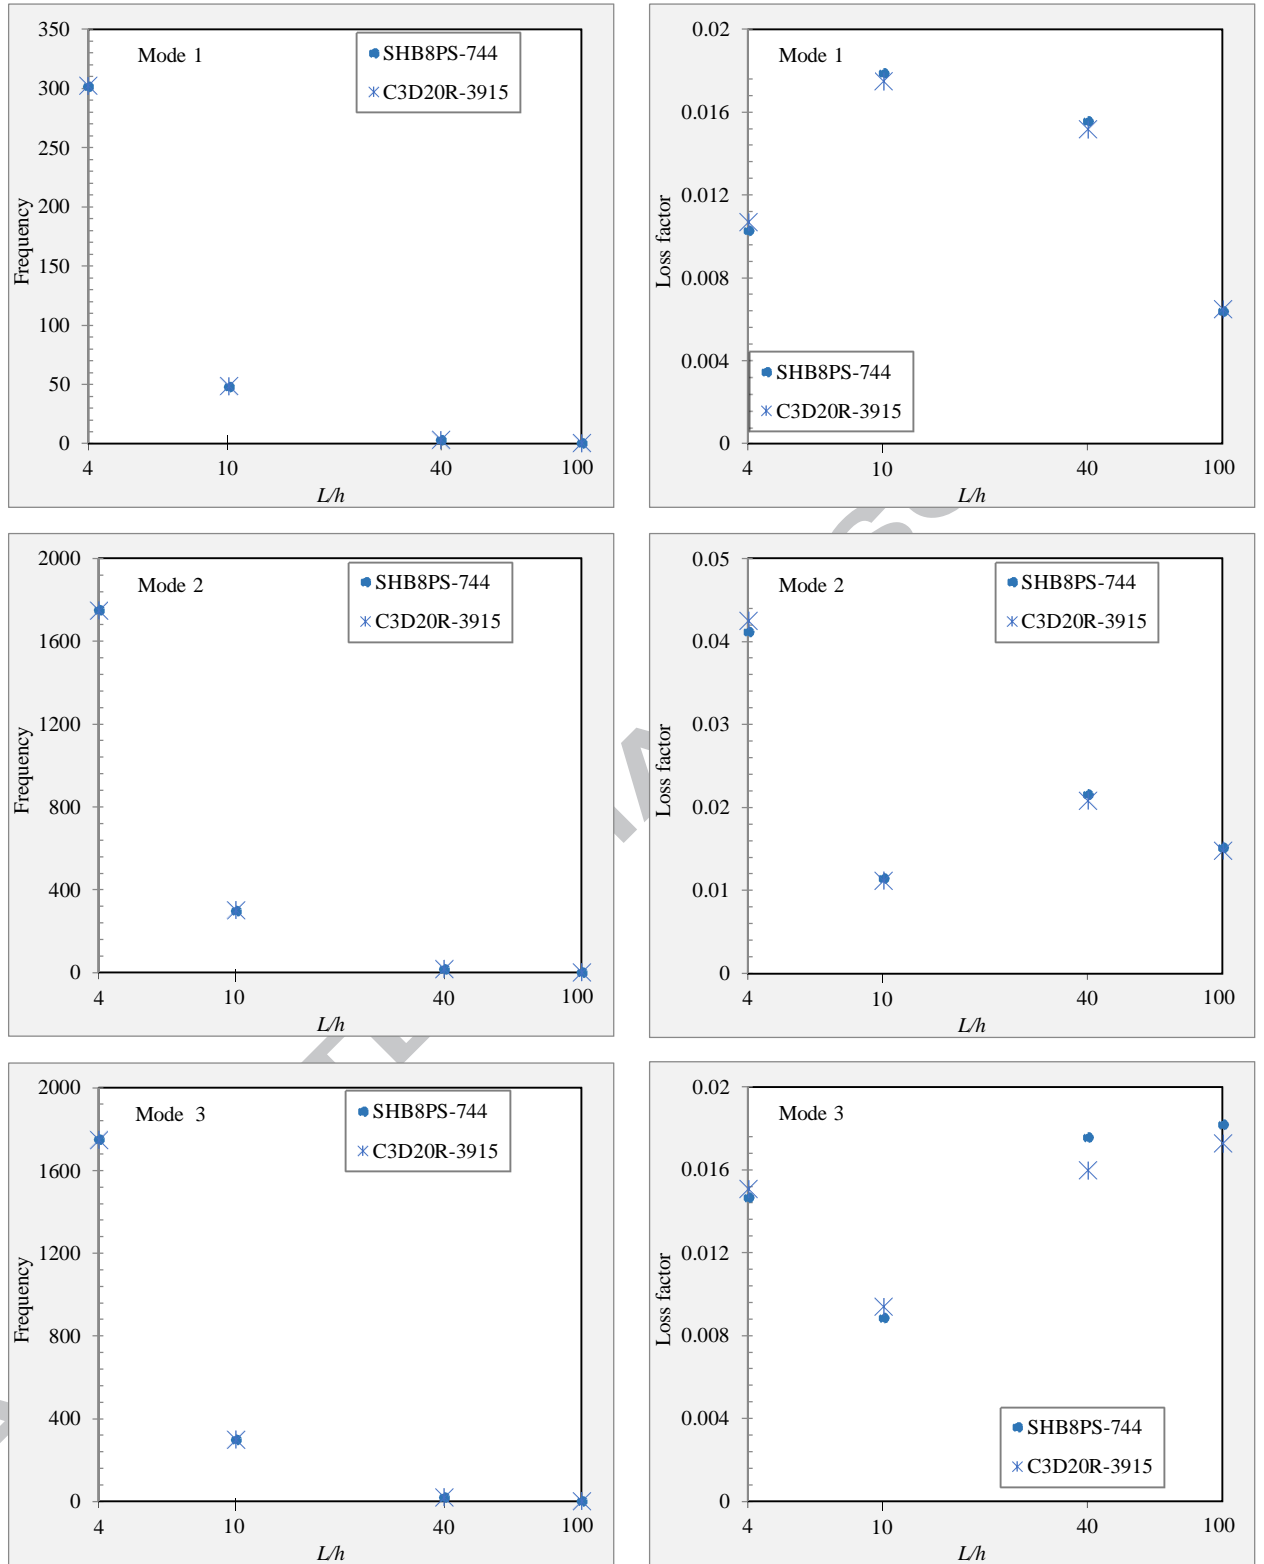 350
300
250
200
150
100
50
0
Frequency
Mode 1
SHB8PS-744
C3D20R-3915
4 10 40 100
L/h
0.02
0.016
0.012
0.008
0.004
0
Loss factor
Mode 1
SHB8PS-744
C3D20R-3915
4 10 40 100
L/h
2000
1600
1200
800
400
0
Frequency
Mode 2
SHB8PS-744
C3D20R-3915
4 10 40 100
L/h
0.05
0.04
0.03
0.02
0.01
0
Loss factor
Mode 2
SHB8PS-744
C3D20R-3915
4 10 40 100
L/h
2000
1600
1200
800
400
0
Frequency
Mode 3
SHB8PS-744
C3D20R-3915
4 10 40 100
L/h
0.02
0.016
0.012
0.008
0.004
0
Loss factor
Mode 3
SHB8PS-744
C3D20R-3915
4 10 40 100
L/h